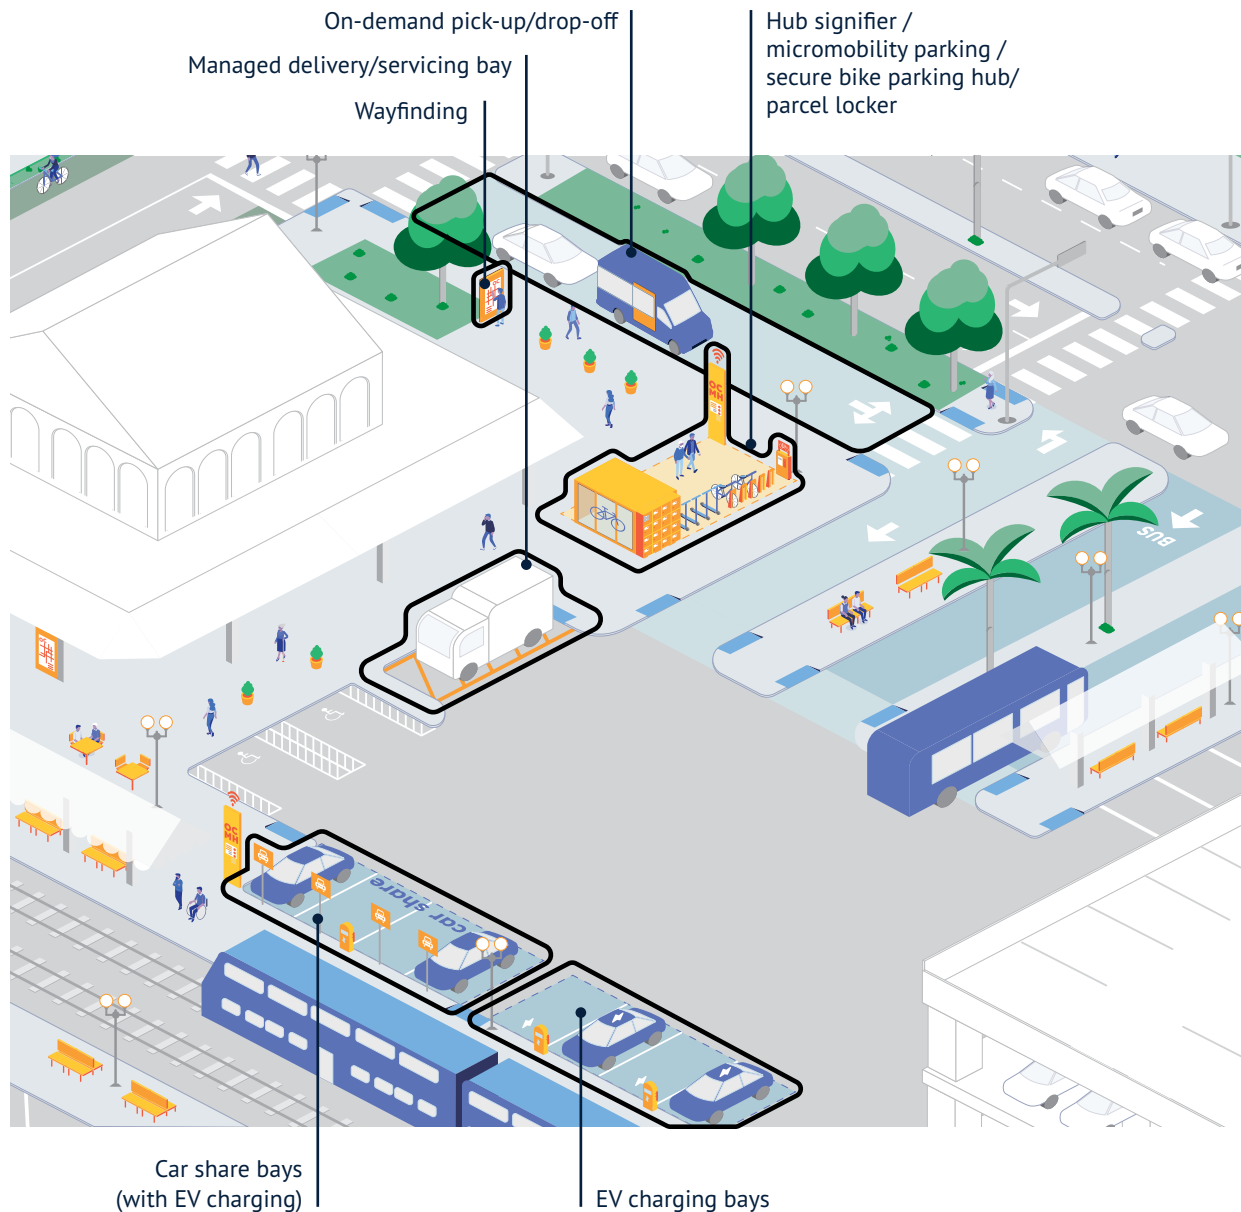 On-demand pick-up/drop-off
Managed delivery/servicing bay
Wayfinding
Hub signifier /
micromobility parking /
secure bike parking hub/
parcel locker
BUS
car share
Car share bays
(with EV charging)
EV charging bays